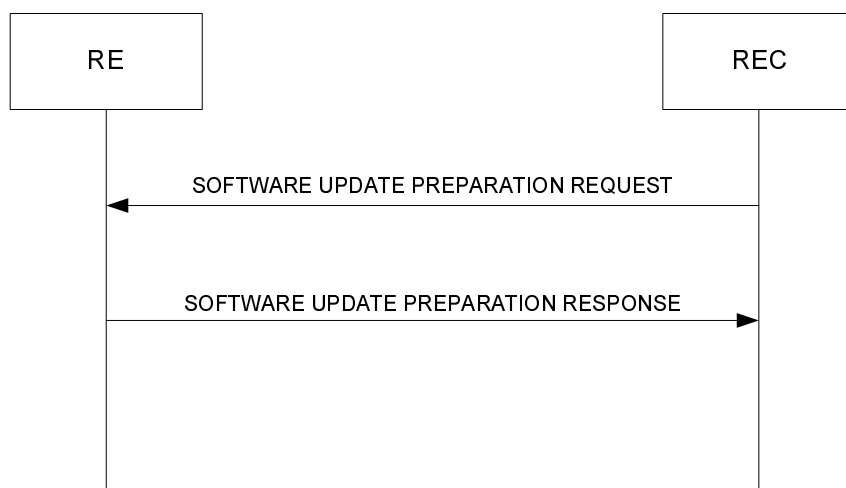 RE
REC
SOFTWARE UPDATE PREPARATION REQUEST
SOFTWARE UPDATE PREPARATION RESPONSE